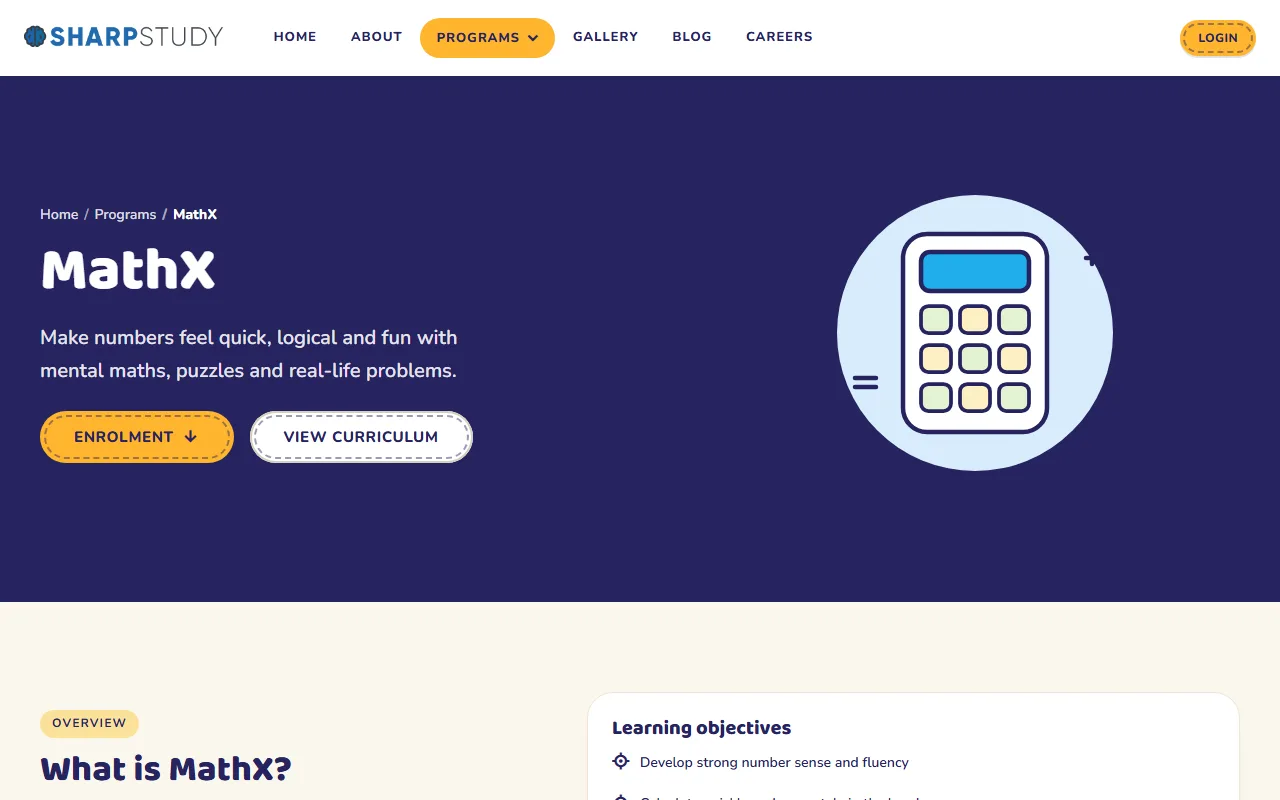 SHARPSTUDY
HOME
ABOUT
PROGRAMS
GALLERY
BLOG
CAREERS
LOGIN
Home / Programs / MathX
MathX
Make numbers feel quick, logical and fun with
mental maths, puzzles and real-life problems.
ENROLMENT
VIEW CURRICULUM
OVERVIEW
What is MathX?
Learning objectives
Develop strong number sense and fluency